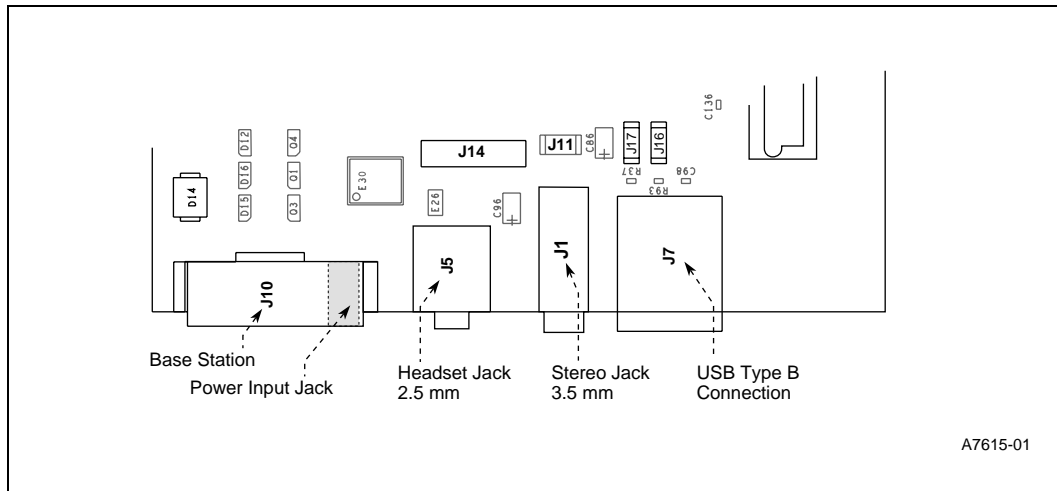 C136
D12
Q4
J14
J11
C86
J17
J16
D14
D16
Q1
E30
R37
C98
R93
D15
Q3
E26
C96
J10
J5
J1
J7
Base Station
Power Input Jack
Headset Jack
2.5 mm
Stereo Jack
3.5 mm
USB Type B
Connection
A7615-01